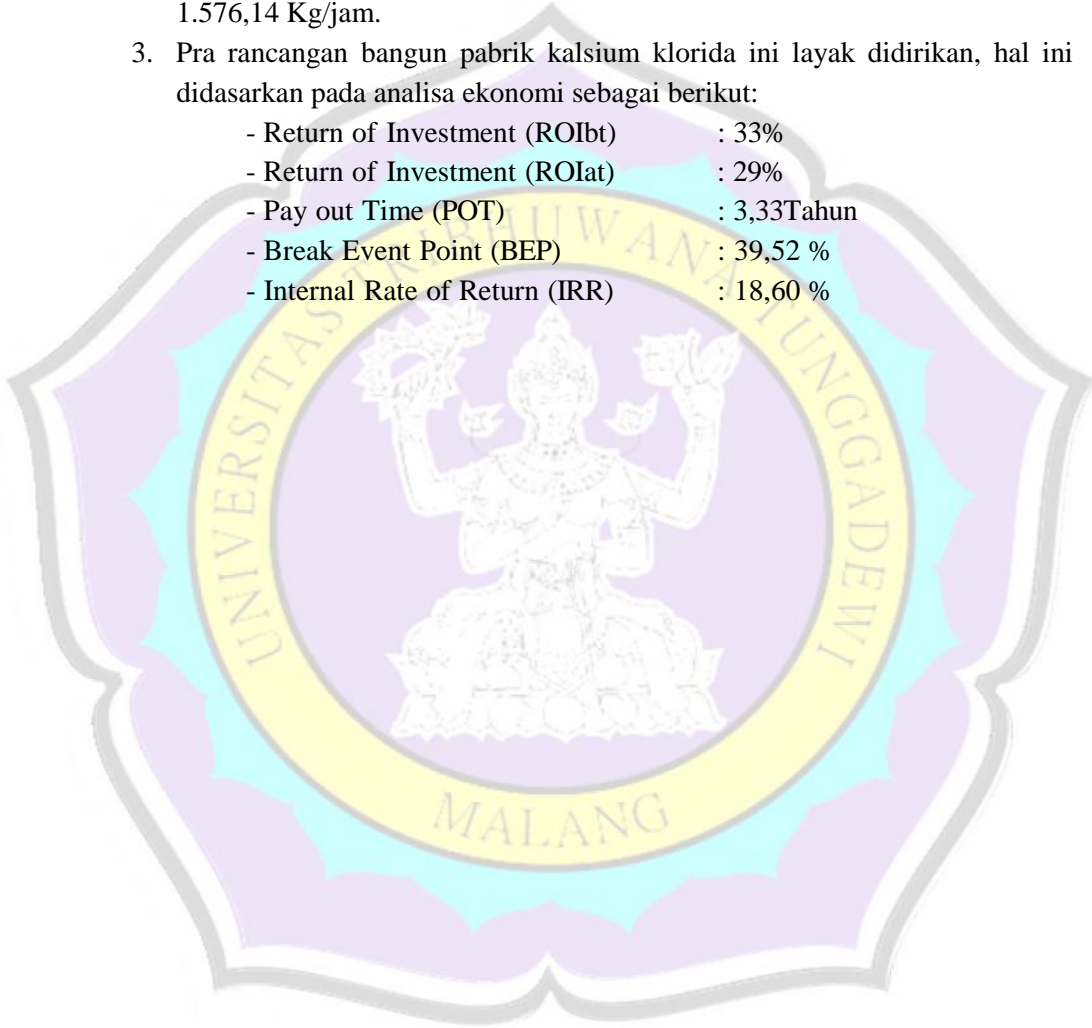 1.576,14 Kg/jam.
3. Pra rancangan bangun pabrik kalsium klorida ini layak didirikan, hal ini
didasarkan pada analisa ekonomi sebagai berikut:
- Return of Investment (ROIbt) : 33%
- Return of Investment (ROIat) : 29%
- Pay out Time (POT) : 3,33Tahun
- Break Event Point (BEP) : 39,52 %
- Internal Rate of Return (IRR) : 18,60 %
UNIVERSITAS TRIBHUWANA TUNGGADEWI
MALANG